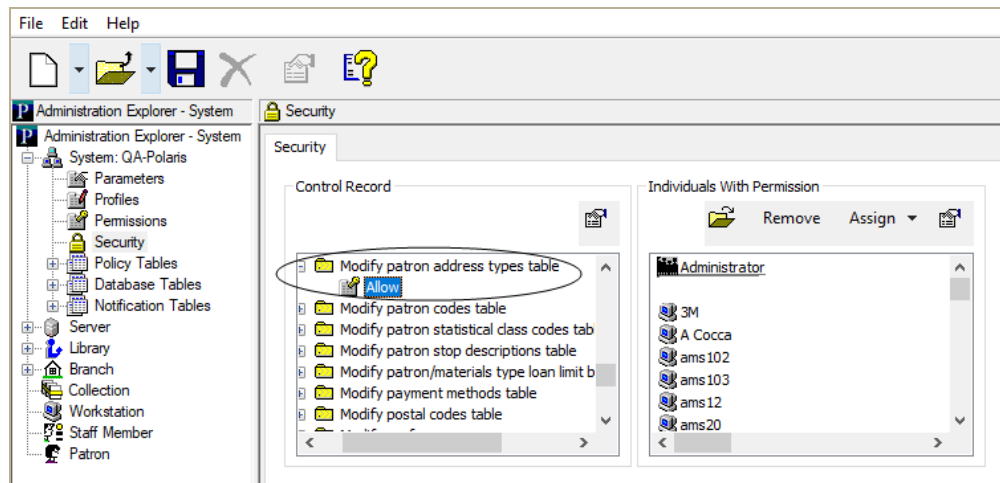 File Edit Help
Administration Explorer - System
Security
Administration Explorer - System
System: QA-Polaris
Parameters
Profiles
Permissions
Security
Policy Tables
Database Tables
Notification Tables
Server
Library
Branch
Collection
Workstation
Staff Member
Patron
Security
Control Record
Modify patron address types table
Allow
Modify patron codes table
Modify patron statistical class codes tab
Modify patron stop descriptions table
Modify patron/materials type loan limit b
Modify payment methods table
Modify postal codes table
Individuals With Permission
Remove Assign
Administrator
3M
A Cocca
ams102
ams103
ams12
ams20